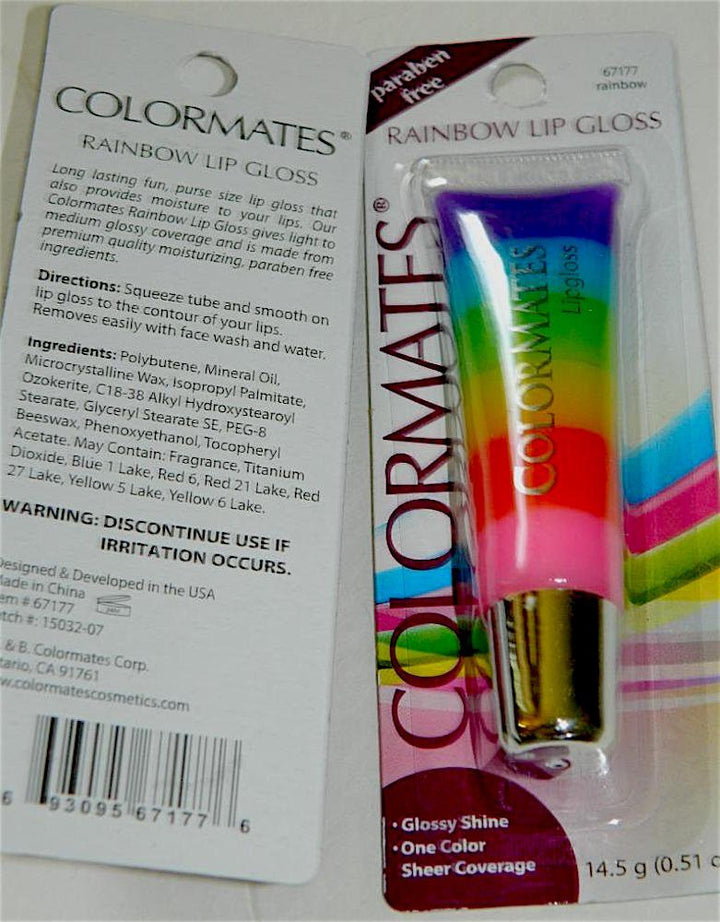 COLORMATES®
RAINBOW LIP GLOSS
Long lasting fun, purse size lip gloss that
also provides moisture to your lips. Our
Colormates Rainbow Lip Gloss gives light to
medium glossy coverage and is made from
premium quality moisturizing, paraben free
ingredients.
Directions: Squeeze tube and smooth on
lip gloss to the contour of your lips.
Removes easily with face wash and water.
Ingredients: Polybutene, Mineral Oil,
Microcrystalline Wax, Isopropyl Palmitate,
Ozokerite, C18-38 Alkyl Hydroxystearoyl
Stearate, Glyceryl Stearate SE, PEG-8
Beeswax, Phenoxyethanol, Tocopheryl
Acetate. May Contain: Fragrance, Titanium
Dioxide, Blue 1 Lake, Red 6, Red 21 Lake, Red
27 Lake, Yellow 5 Lake, Yellow 6 Lake.
WARNING: DISCONTINUE USE IF
IRRITATION OCCURS.
Designed & Developed in the USA
Made in China
em # 67177
atch #: 15032-07
. & B. Colormates Corp.
tario, CA 91761
w.colormatescosmetics.com
6 93095 67177 6
paraben
free
67177
rainbow
RAINBOW LIP GLOSS
COLORMATES®
COLORMATES
Lipgloss
• Glossy Shine
• One Color
Sheer Coverage
14.5 g (0.51